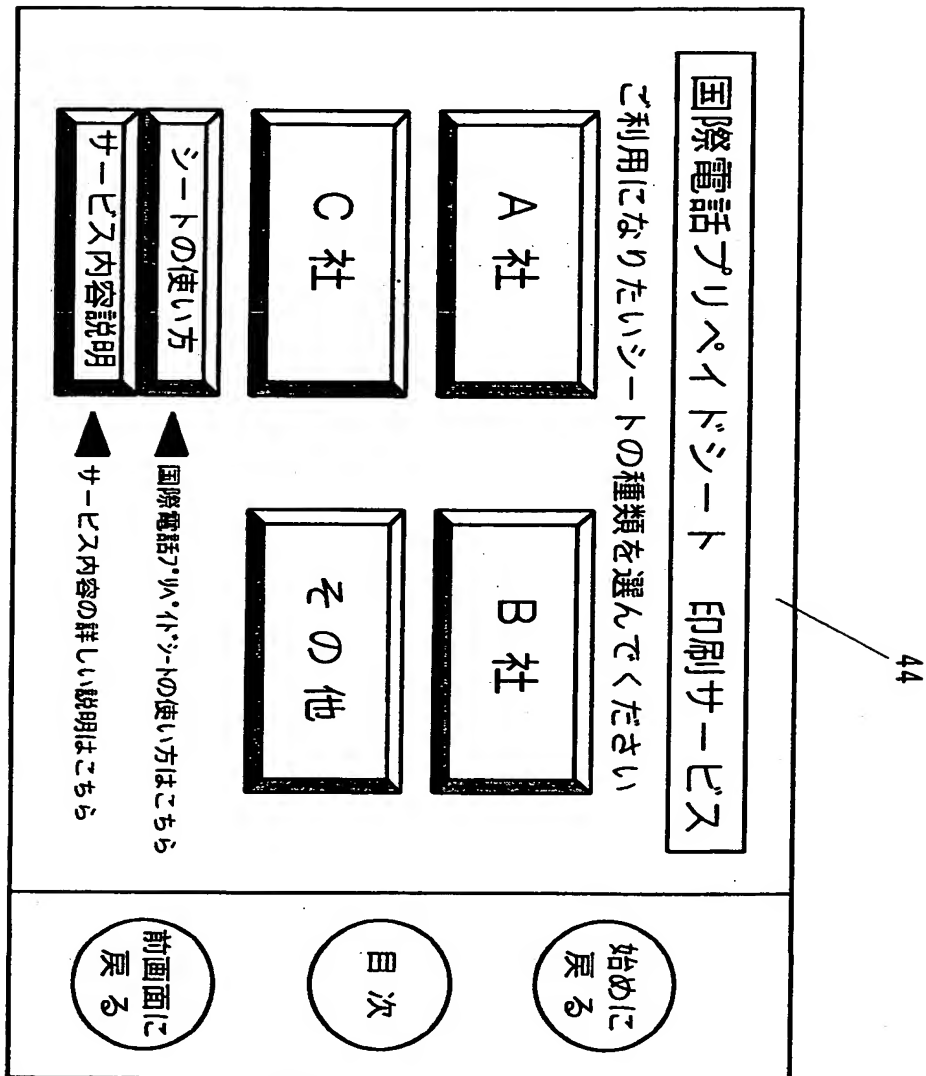 44
国際電話プリペイドシート 印刷サービス
ご利用になりたいシートの種類を選んでください
A 社
B 社
C 社
その他
シートの使い方
国際電話プリペイドシートの使い方はこちら
サービス内容説明
サービス内容の詳しい説明はこちら
始めに
戻る
目次
前画面に
戻る